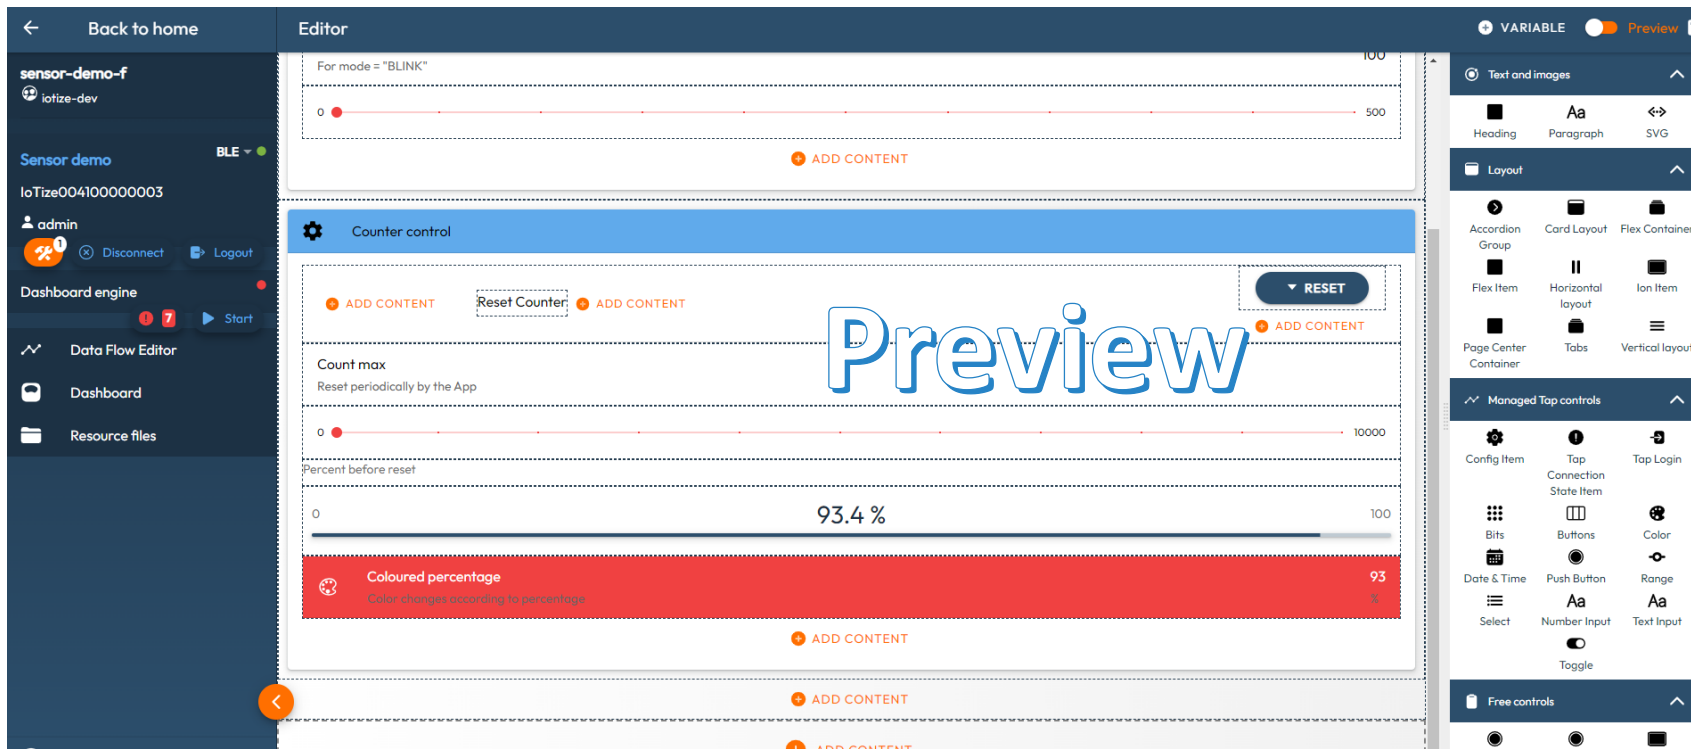 Back to home
Editor
VARIABLE
Preview
sensor-demo-f
iotize-dev
Sensor demo
BLE
IoTize004100000003
admin
1
Disconnect
Logout
Dashboard engine
7
Start
Data Flow Editor
Dashboard
Resource files
100
For mode = "BLINK"
0
500
ADD CONTENT
Counter control
ADD CONTENT
Reset Counter
ADD CONTENT
RESET
ADD CONTENT
Preview
Count max
Reset periodically by the App
0
10000
Percent before reset
0
93.4 %
100
Coloured percentage
93
Color changes according to percentage
%
ADD CONTENT
ADD CONTENT
ADD CONTENT
Text and images
Heading
Aa
Paragraph
SVG
Layout
Accordion
Group
Card Layout
Flex Container
Flex Item
Horizontal
layout
Ion Item
Page Center
Container
Tabs
Vertical layout
Managed Tap controls
Config Item
Tap
Connection
State Item
Tap Login
Bits
Buttons
Color
Date & Time
Push Button
Range
Select
Aa
Number Input
Aa
Text Input
Toggle
Free controls